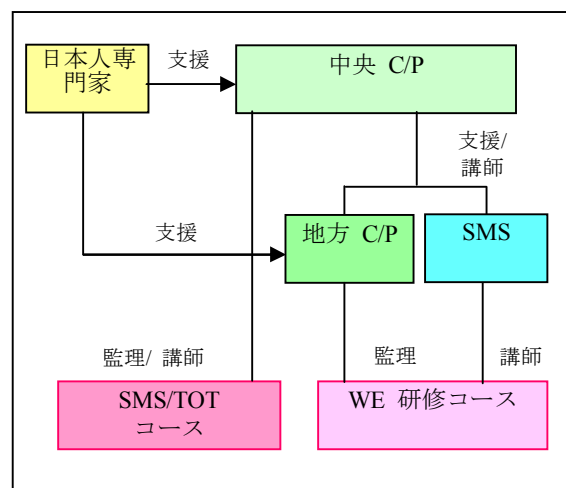 日本人専
門家
支援
中央 C/P
支援/
講師
支援
地方 C/P
SMS
監理/ 講師
監理
講師
SMS/TOT
コース
WE 研修コース